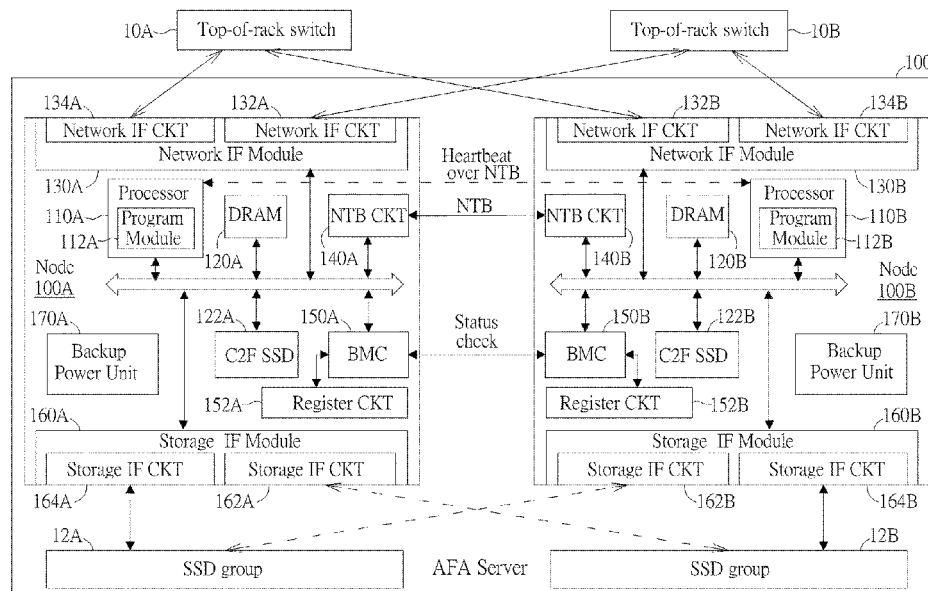 10A
Top-of-rack switch
Top-of-rack switch
10B
100
134A
132A
132B
134B
Network IF CKT
Network IF CKT
Network IF CKT
Network IF CKT
Network IF Module
Network IF Module
130A
Heartbeat
over NTB
130B
Processor
110A
Program
Module
112A
DRAM
120A
NTB CKT
140A
NTB
NTB CKT
140B
DRAM
120B
Processor
110B
Program
Module
112B
Node
100A
Node
100B
170A
Backup
Power Unit
122A
C2F SSD
150A
BMC
Status
check
150B
BMC
122B
C2F SSD
170B
Backup
Power Unit
152A
Register CKT
Register CKT
152B
160A
Storage IF Module
Storage IF Module
160B
Storage IF CKT
Storage IF CKT
Storage IF CKT
Storage IF CKT
164A
162A
162B
164B
12A
SSD group
AFA Server
12B
SSD group